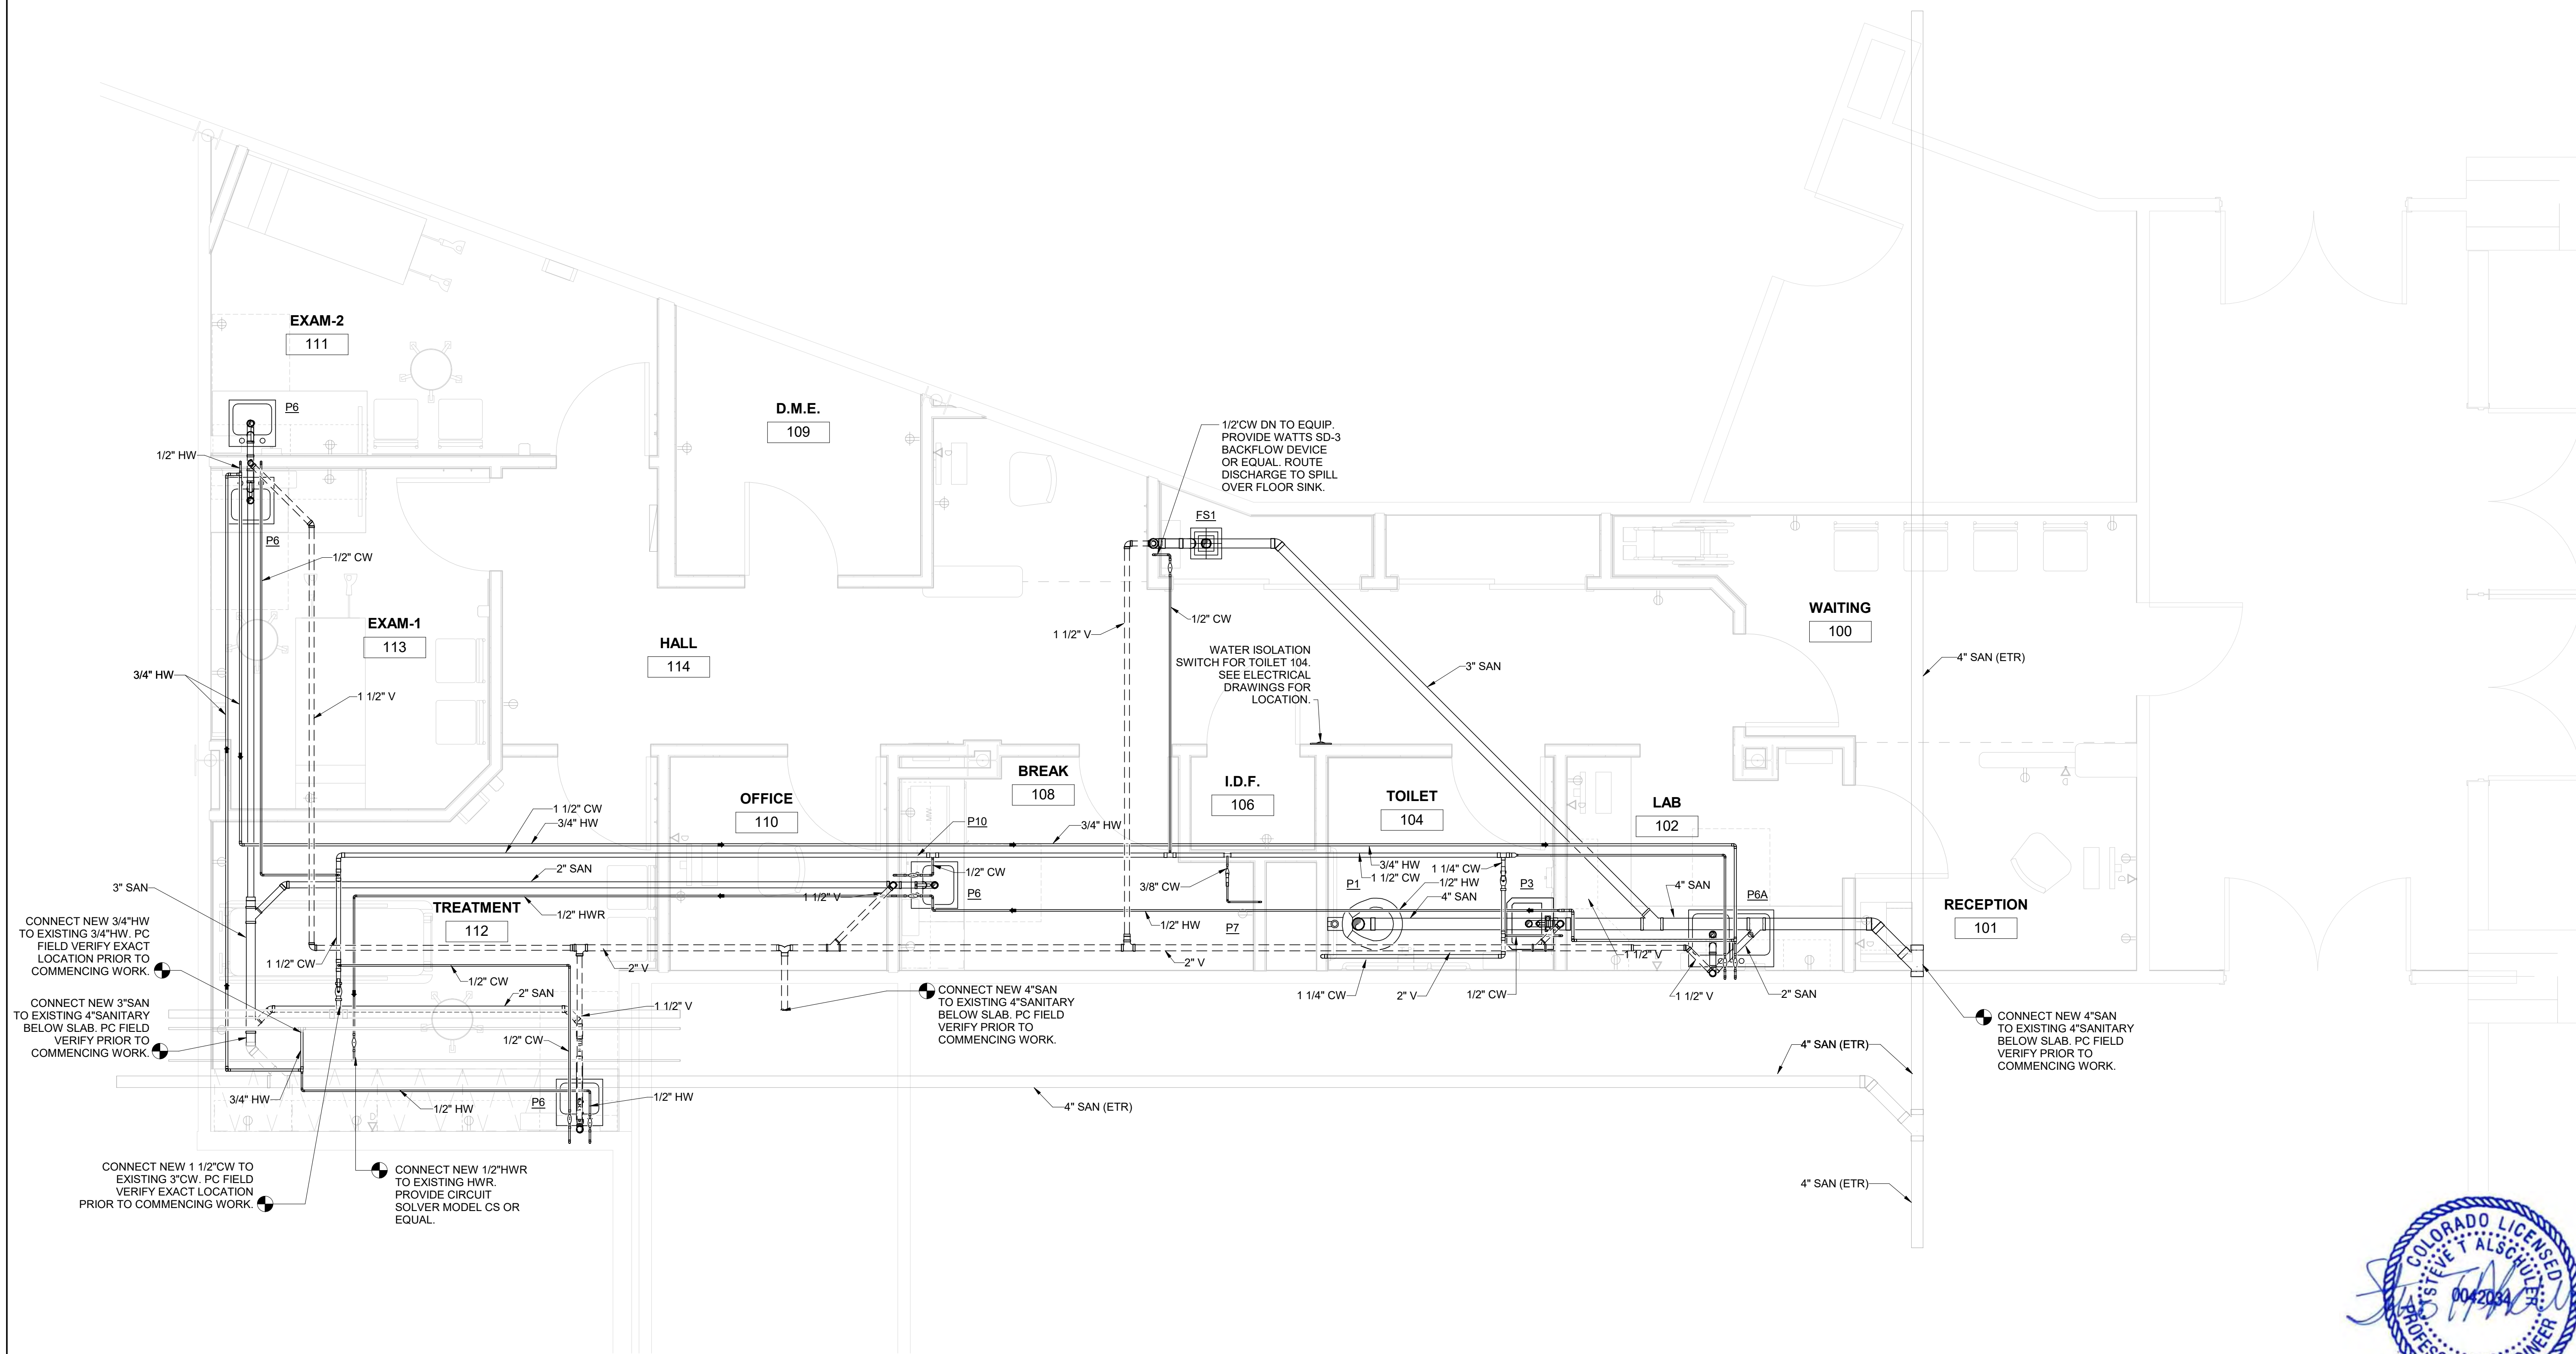 EXAM-2
111
P6
1/2" HW
P6
1/2" CW
D.M.E.
109
1/2'CW DN TO EQUIP.
PROVIDE WATTS SD-3
BACKFLOW DEVICE
OR EQUAL. ROUTE
DISCHARGE TO SPILL
OVER FLOOR SINK.
FS1
EXAM-1
113
HALL
114
1 1/2" V
1/2" CW
WAITING
100
3/4" HW
1 1/2" V
WATER ISOLATION
SWITCH FOR TOILET 104.
SEE ELECTRICAL
DRAWINGS FOR
LOCATION.
3" SAN
4" SAN (ETR)
1 1/2" CW
3/4" HW
OFFICE
110
BREAK
108
MW
P10
3/4" HW
I.D.F.
106
TOILET
104
LAB
102
3" SAN
2" SAN
1 1/2" V
1/2" CW
P6
3/8" CW
3/4" HW
1 1/2" CW
1 1/4" CW
P1
1/2" HW
4" SAN
P3
4" SAN
P6A
RECEPTION
101
TREATMENT
112
1/2" HWR
1/2" HW
P7
CONNECT NEW 3/4"HW
TO EXISTING 3/4"HW. PC
FIELD VERIFY EXACT
LOCATION PRIOR TO
COMMENCING WORK.
1 1/2" CW
1/2" CW
2" V
2" V
1 1/2" V
CONNECT NEW 3"SAN
TO EXISTING 4"SANITARY
BELOW SLAB. PC FIELD
VERIFY PRIOR TO
COMMENCING WORK.
2" SAN
1 1/2" V
1/2" CW
CONNECT NEW 4"SAN
TO EXISTING 4"SANITARY
BELOW SLAB. PC FIELD
VERIFY PRIOR TO
COMMENCING WORK.
1 1/4" CW
2" V
1/2" CW
1 1/2" V
2" SAN
CONNECT NEW 4"SAN
TO EXISTING 4"SANITARY
BELOW SLAB. PC FIELD
VERIFY PRIOR TO
COMMENCING WORK.
4" SAN (ETR)
3/4" HW
1/2" HW
P6
1/2" HW
4" SAN (ETR)
CONNECT NEW 1 1/2"CW TO
EXISTING 3"CW. PC FIELD
VERIFY EXACT LOCATION
PRIOR TO COMMENCING WORK.
CONNECT NEW 1/2"HWR
TO EXISTING HWR.
PROVIDE CIRCUIT
SOLVER MODEL CS OR
EQUAL.
4" SAN (ETR)
COLORADO LICENSED
STEVE T ALSCHULER
0042034